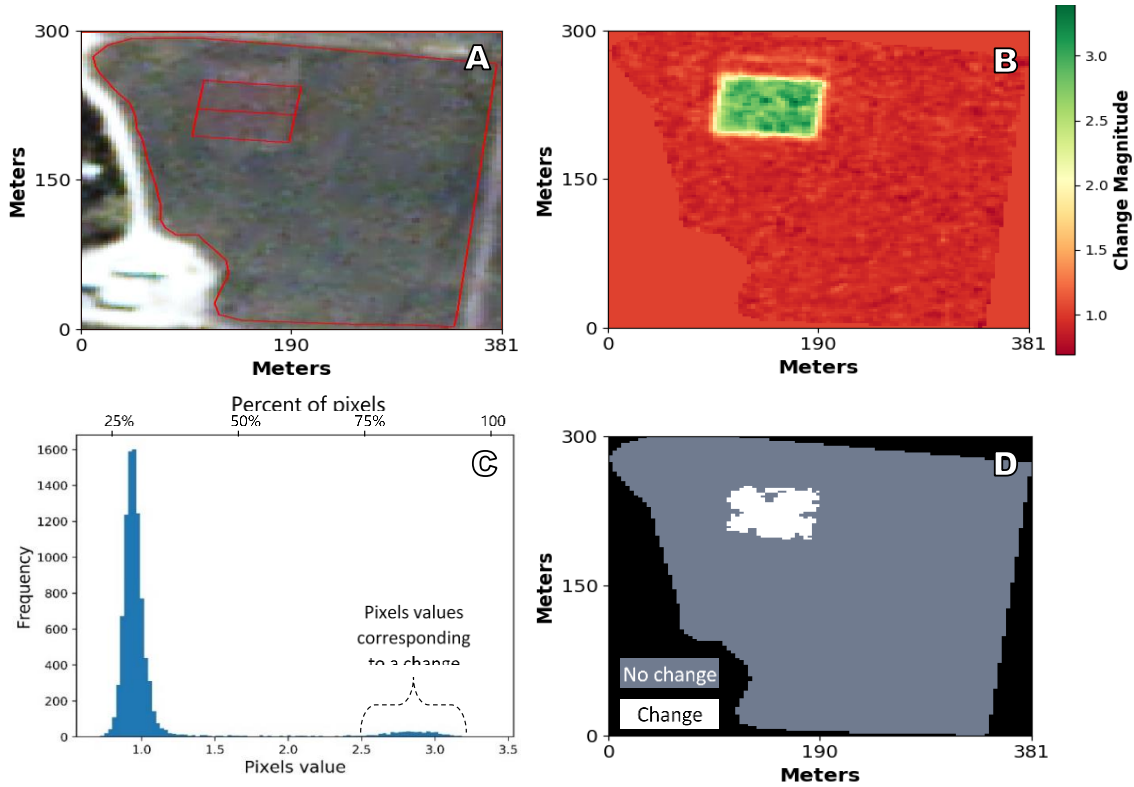 300
150
0
Meters
A
0
190
381
Meters
300
150
0
Meters
B
0
190
381
Meters
3.0
2.5
2.0
1.5
1.0
Change Magnitude
Percent of pixels
25%
50%
75%
100
1600
1400
1200
1000
800
600
400
200
0
Frequency
C
Pixels values
corresponding
to a change
1.0
1.5
2.0
2.5
3.0
3.5
Pixels value
300
150
0
Meters
D
No change
Change
0
190
381
Meters